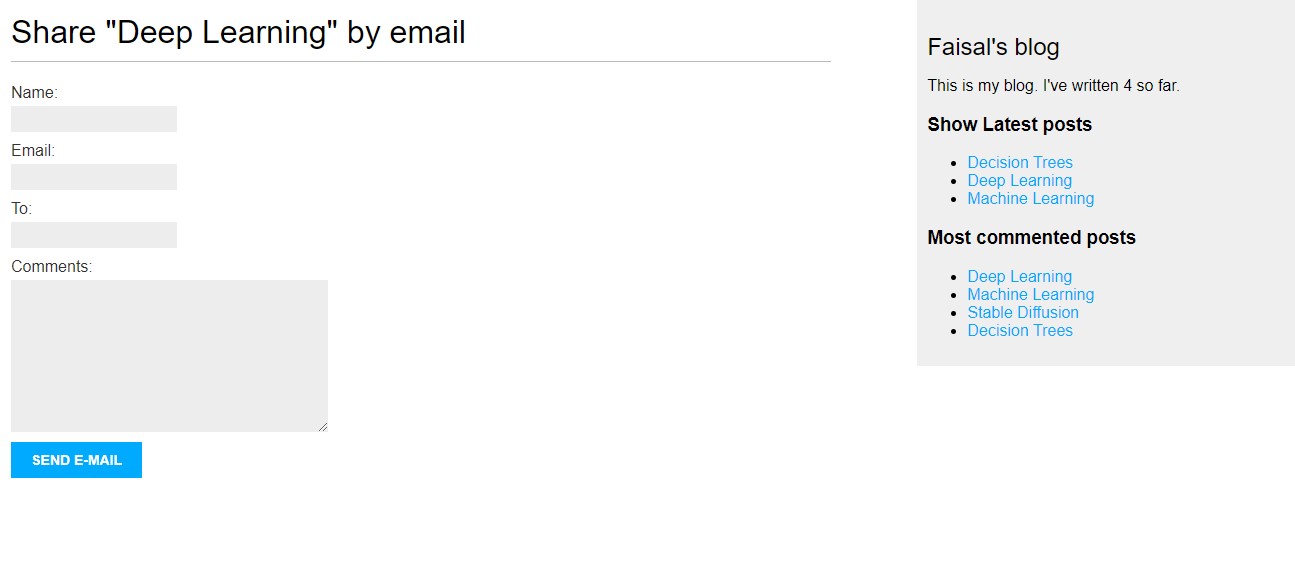 Share "Deep Learning" by email
Name:
Email:
To:
Comments:
SEND E-MAIL
Faisal's blog
This is my blog. I've written 4 so far.
Show Latest posts
Decision Trees
Deep Learning
Machine Learning
Most commented posts
Deep Learning
Machine Learning
Stable Diffusion
Decision Trees